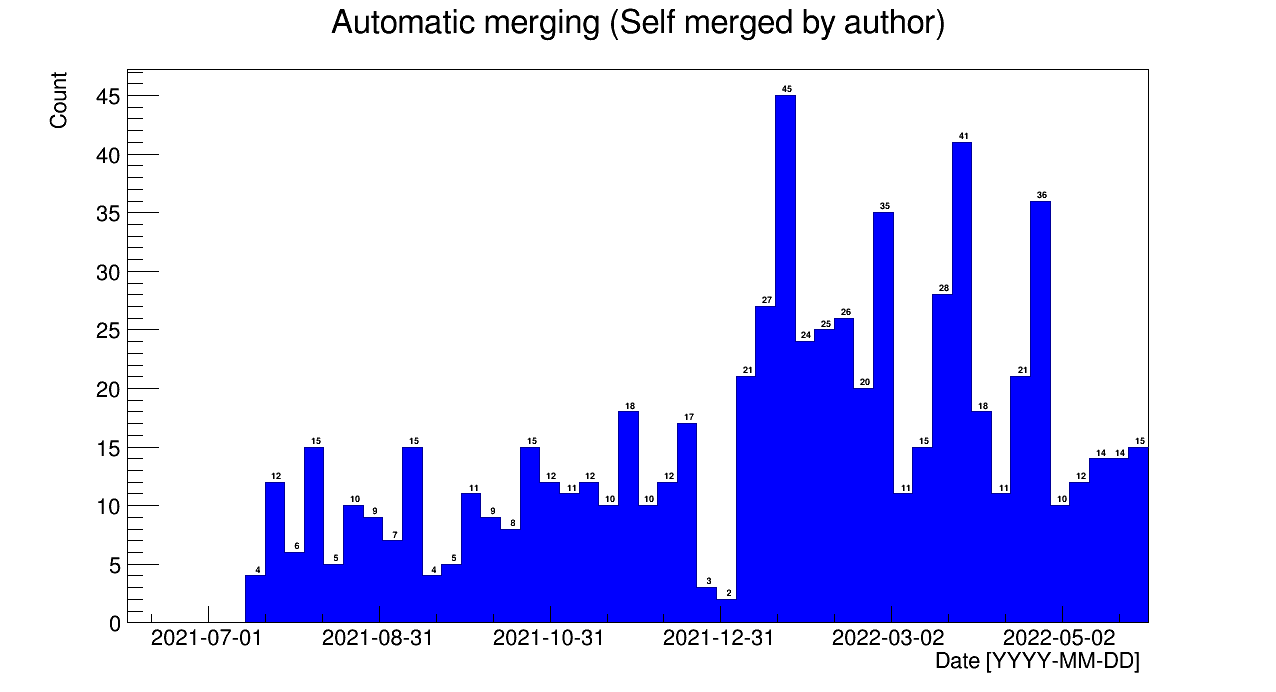 Automatic merging (Self merged by author)
Count
45
40
35
30
25
20
15
10
5
0
4 12 6 15 5 10 9 7 15 4 5 11 9 8 15 12 11 12 10 18 10 12 17 3 2 21 27 45 24 25 26 20 35 11 15 28 41 18 11 21 36 10 12 14 14 15
2021-07-01 2021-08-31 2021-10-31 2021-12-31 2022-03-02 2022-05-02
Date [YYYY-MM-DD]